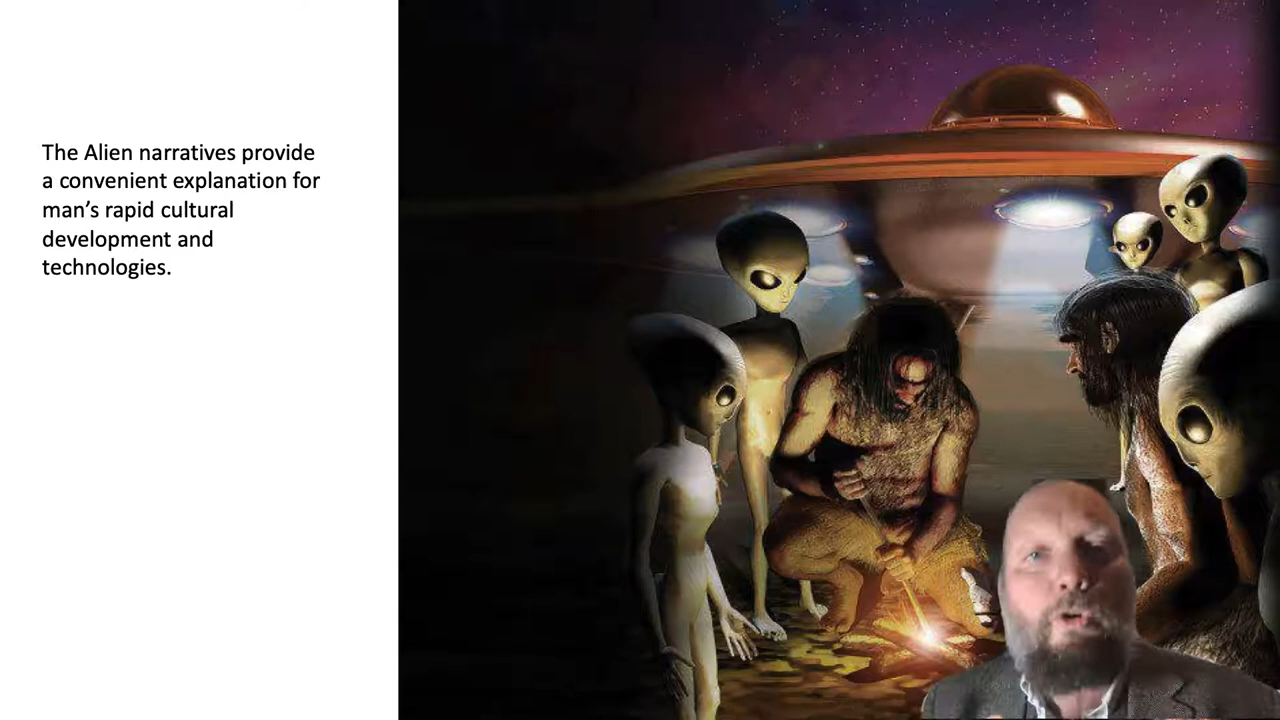 The Alien narratives provide
a convenient explanation for
man’s rapid cultural
development and
technologies.